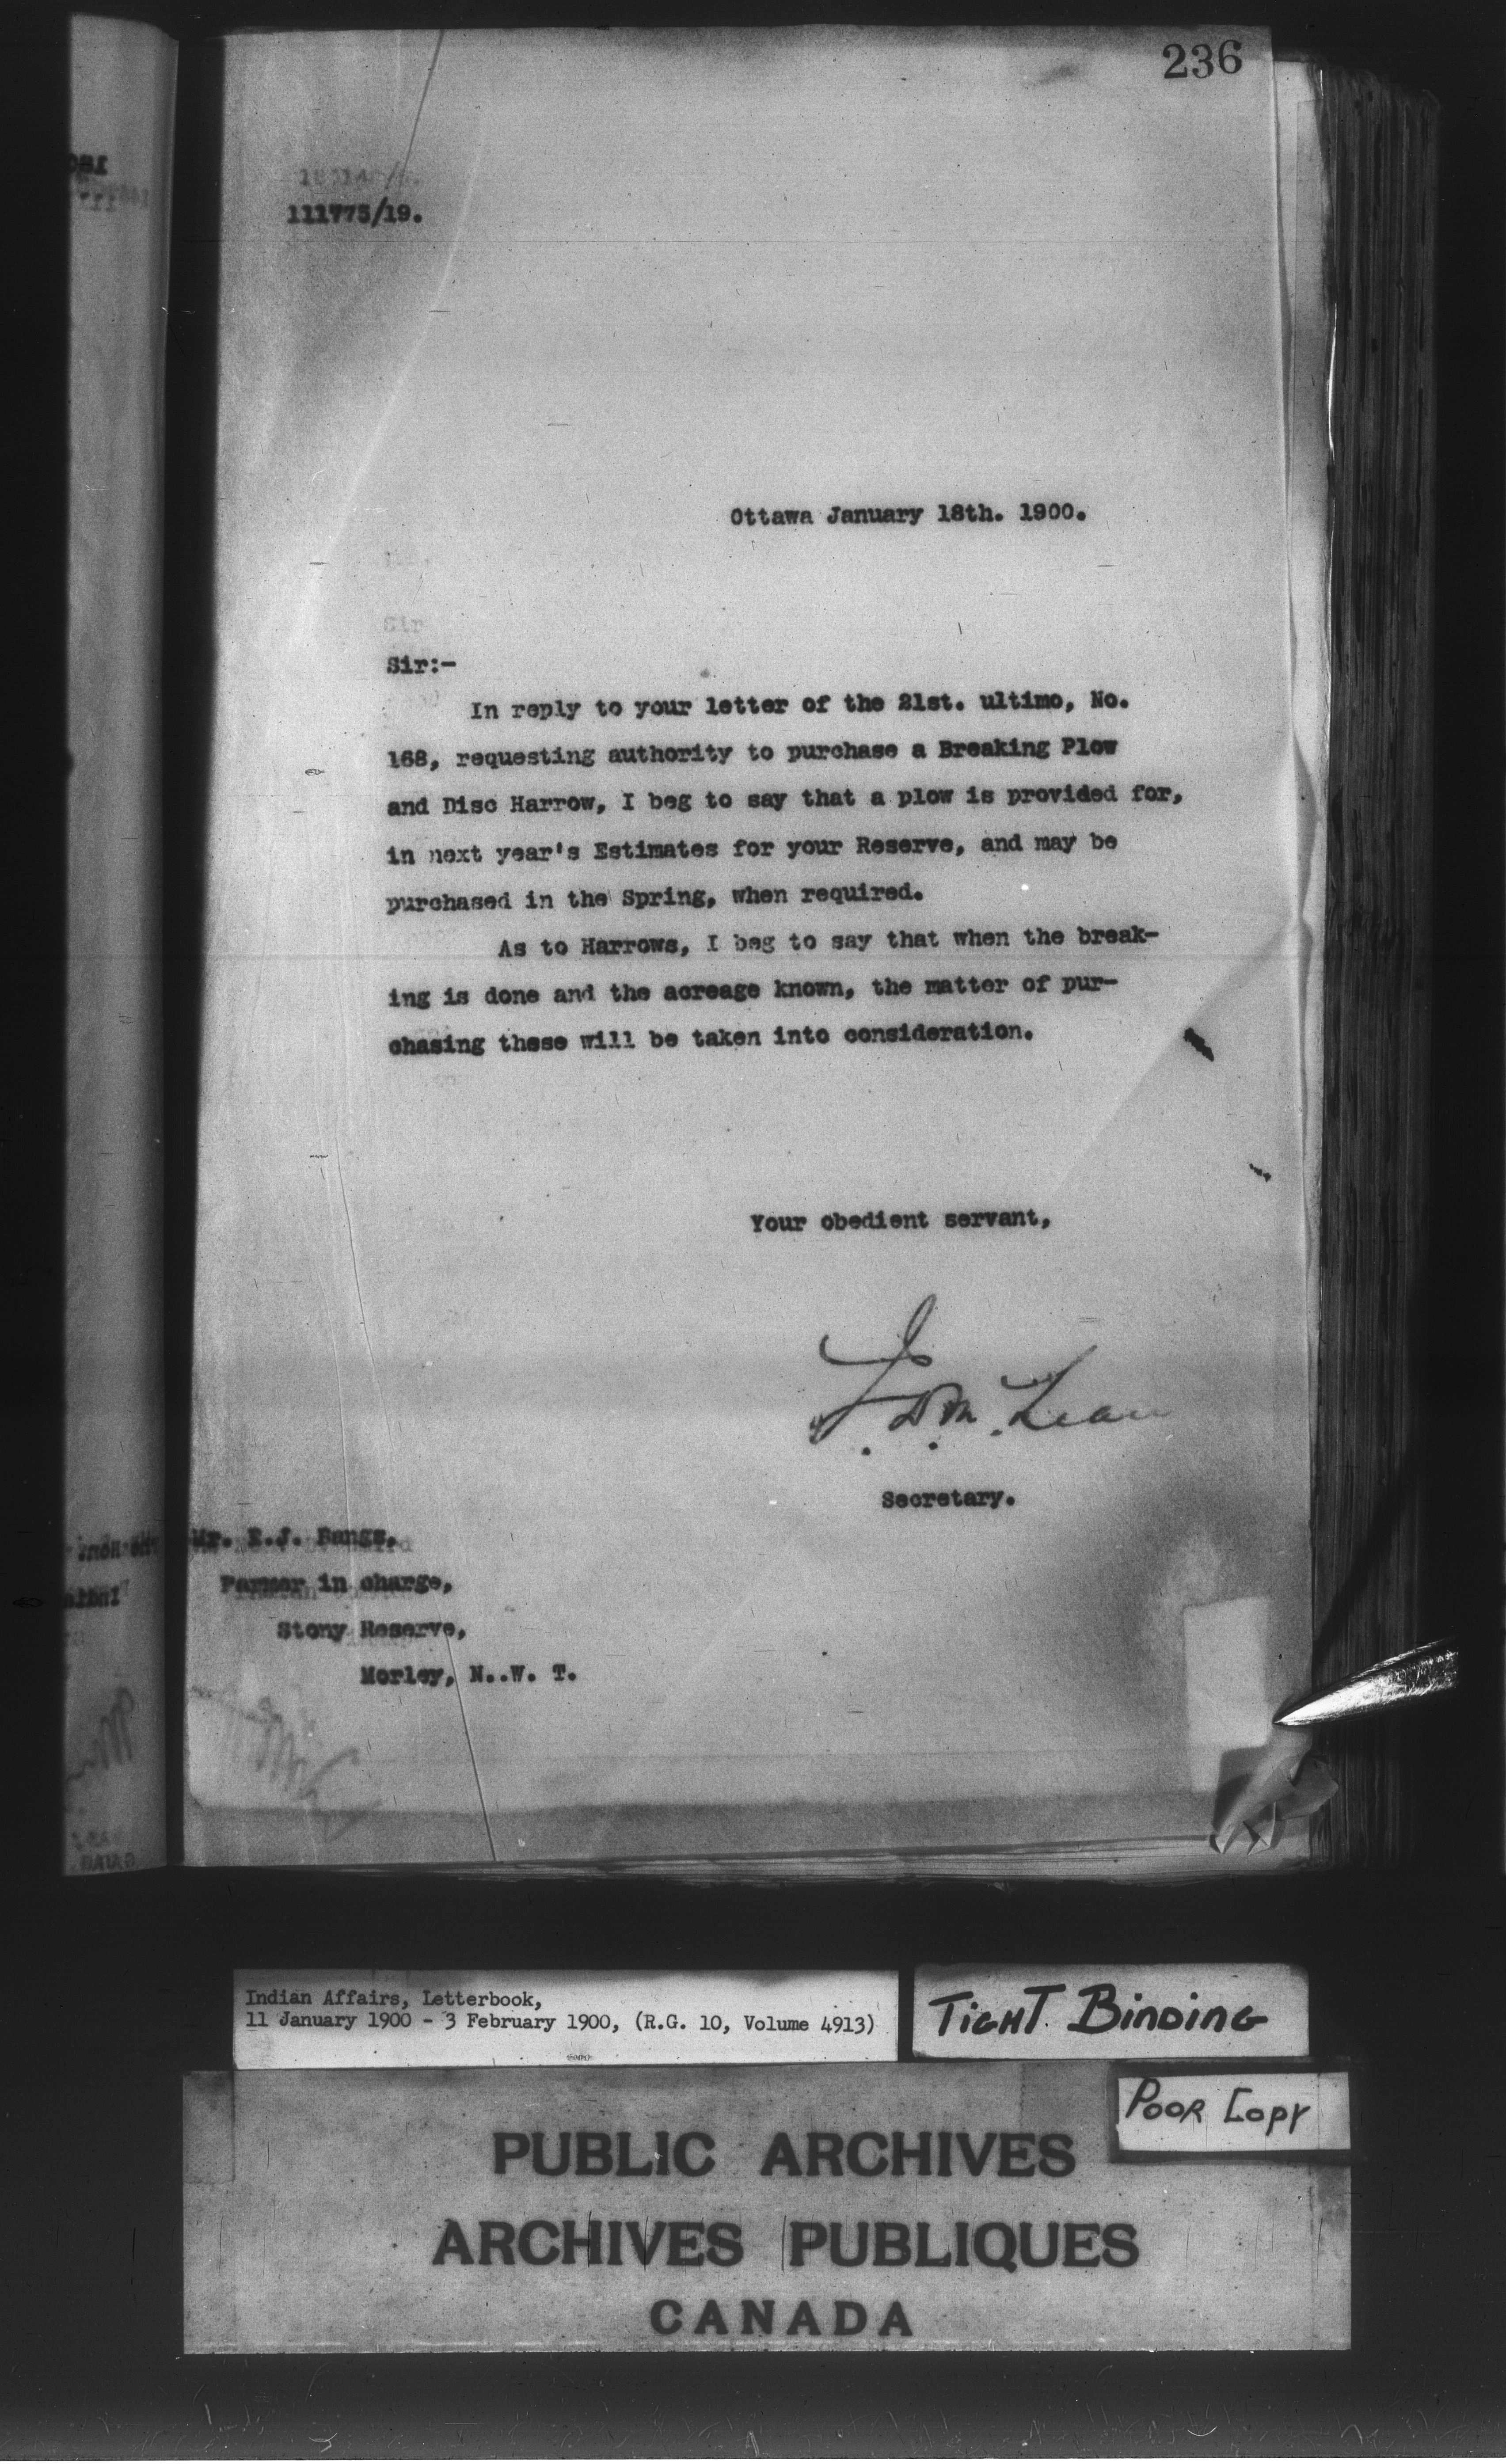 236
111775/19.
Ottawa January 18th. 1900.
Sir
Sir:-
In reply to your letter of the 21st. ultimo, No.
168, requesting authority to purchase a Breaking Plow
and Disc Harrow, I beg to say that a plow is provided for,
in next year's Estimates for your Reserve, and may be
purchased in the Spring, when required.
As to Harrows, I beg to say that when the break-
ing is done and the acreage known, the matter of pur-
chasing these will be taken into consideration.
Your obedient servant,
J. D. McLean
Secretary.
Mr. E.J. Bangs,
Farmer in charge,
Stony Reserve,
Morley, N..W. T.
Indian Affairs, Letterbook,
11 January 1900 - 3 February 1900, (R.G. 10, Volume 4913)
TIGHT BINDING
POOR COPY
PUBLIC ARCHIVES
ARCHIVES PUBLIQUES
CANADA